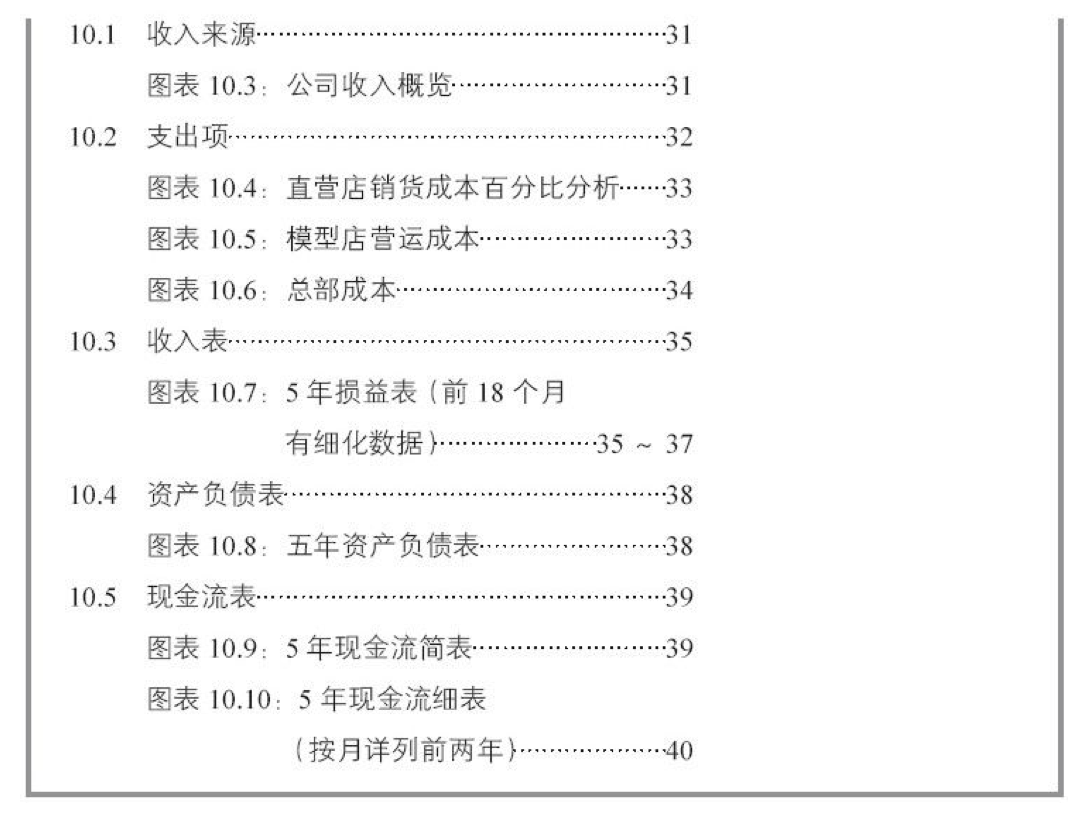 10.1 收入来源……………………………………………31
图表 10.3：公司收入概览………………………31
10.2 支出项………………………………………………32
图表 10.4：直营店销货成本百分比分析……33
图表 10.5：模型店营运成本……………………33
图表 10.6：总部成本……………………………34
10.3 收入表………………………………………………35
图表 10.7：5 年损益表（前 18 个月
有细化数据）…………………35 ~ 37
10.4 资产负债表…………………………………………38
图表 10.8：五年资产负债表……………………38
10.5 现金流表……………………………………………39
图表 10.9：5 年现金流简表……………………39
图表 10.10：5 年现金流细表
（按月详列前两年）………………40